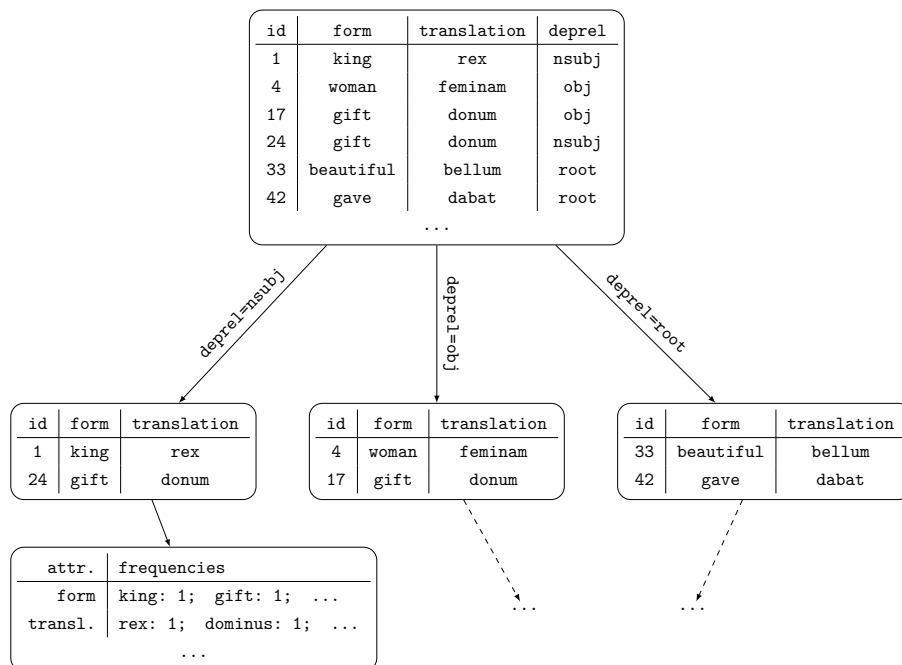 id form translation deprel
1 king rex nsubj
4 woman feminam obj
17 gift donum obj
24 gift donum nsubj
33 beautiful bellum root
42 gave dabat root
...
deprel=nsubj
deprel=obj
deprel=root
id form translation
1 king rex
24 gift donum
id form translation
4 woman feminam
17 gift donum
id form translation
33 beautiful bellum
42 gave dabat
attr. frequencies
form king: 1; gift: 1; ...
transl. rex: 1; dominus: 1; ...
...
...
...